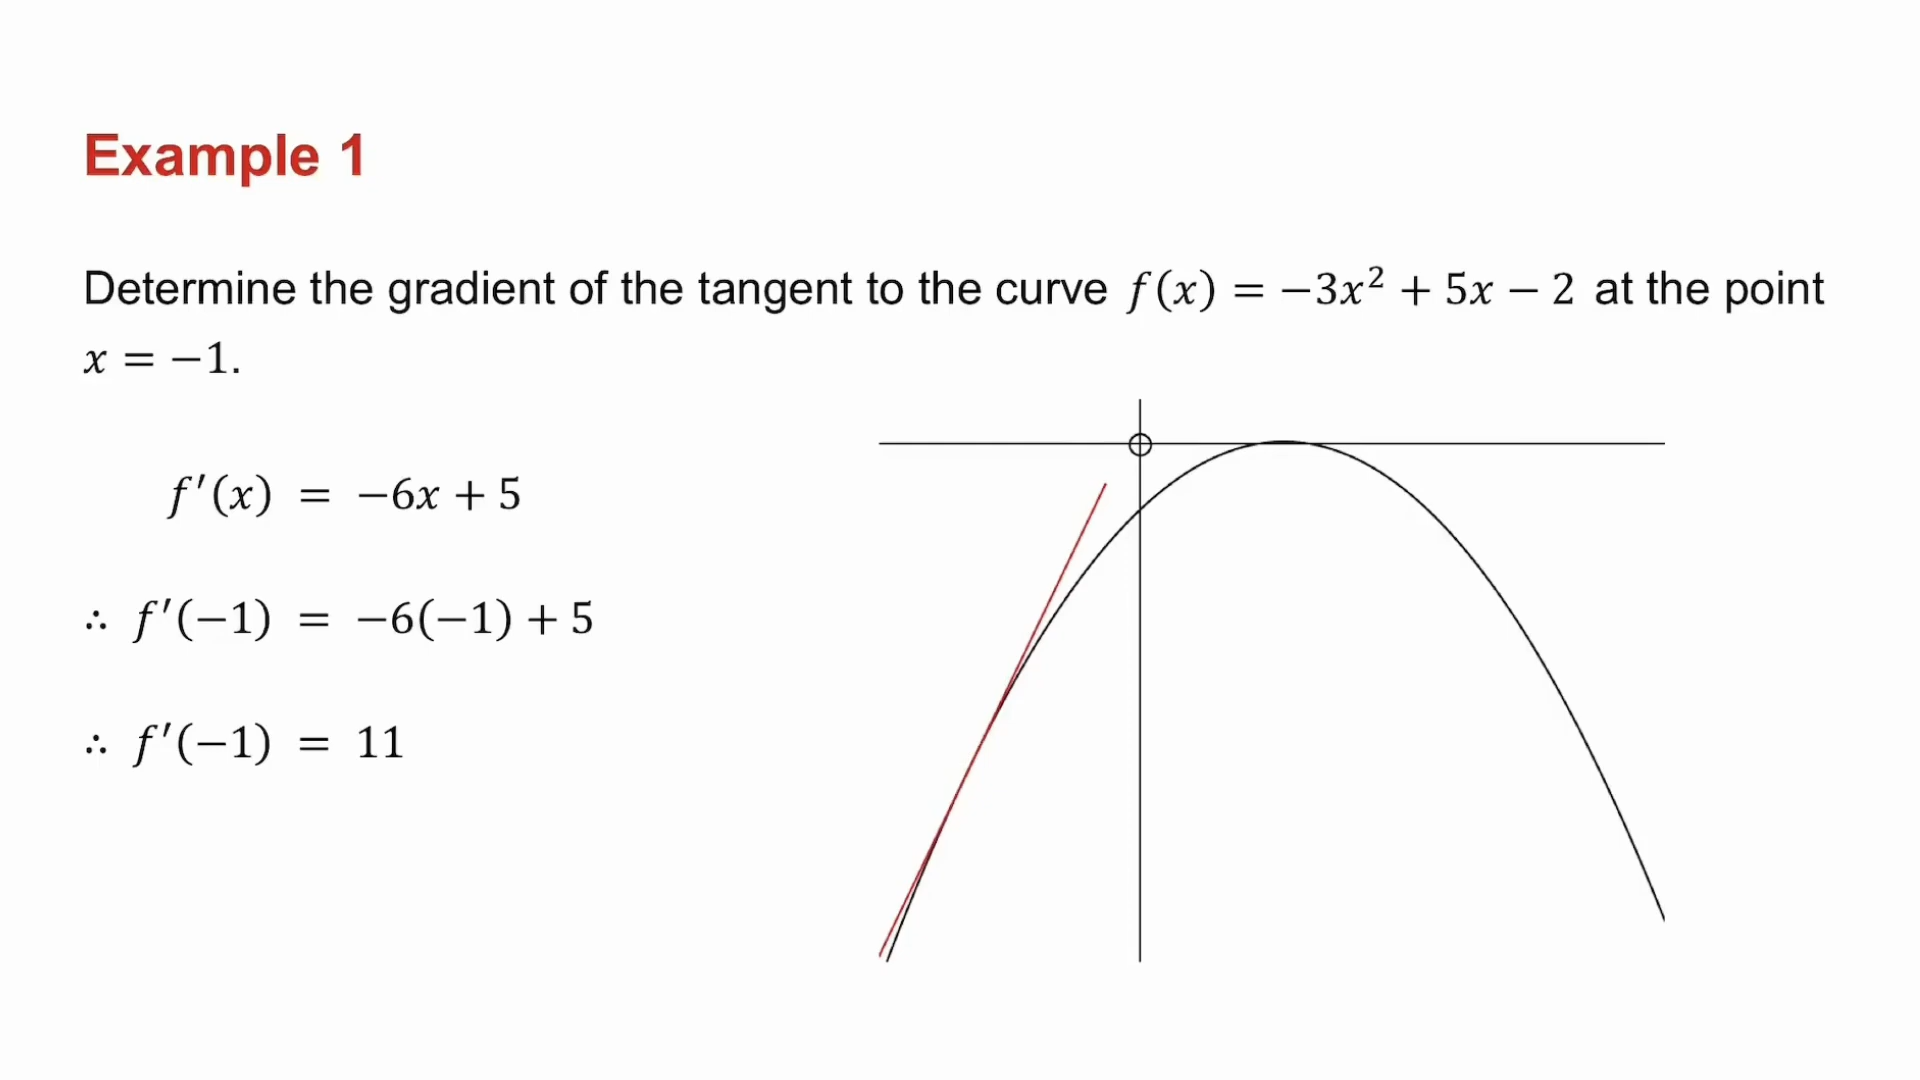 Example 1
Determine the gradient of the tangent to the curve f(x) = −3x² + 5x − 2 at the point
x = −1.
f′(x) = −6x + 5
∴ f′(−1) = −6(−1) + 5
∴ f′(−1) = 11